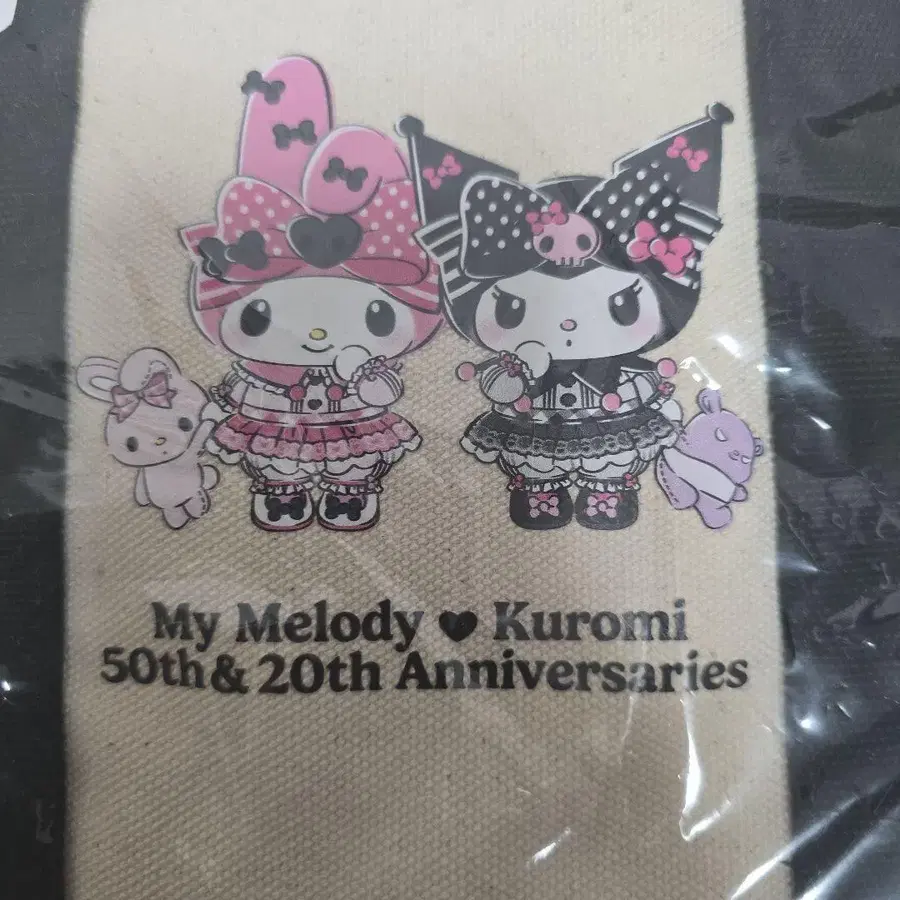 My Melody ♥ Kuromi
50th & 20th Anniversaries